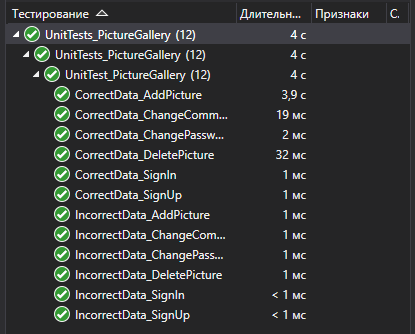 Тестирование Длительн... Признаки С.
UnitTests_PictureGallery (12) 4 с
UnitTests_PictureGallery (12) 4 с
UnitTest_PictureGallery (12) 4 с
CorrectData_AddPicture 3,9 с
CorrectData_ChangeComm... 19 мс
CorrectData_ChangePassw... 2 мс
CorrectData_DeletePicture 32 мс
CorrectData_SignIn 1 мс
CorrectData_SignUp 1 мс
IncorrectData_AddPicture 1 мс
IncorrectData_ChangeCom... 1 мс
IncorrectData_ChangePass... 1 мс
IncorrectData_DeletePicture 1 мс
IncorrectData_SignIn < 1 мс
IncorrectData_SignUp < 1 мс